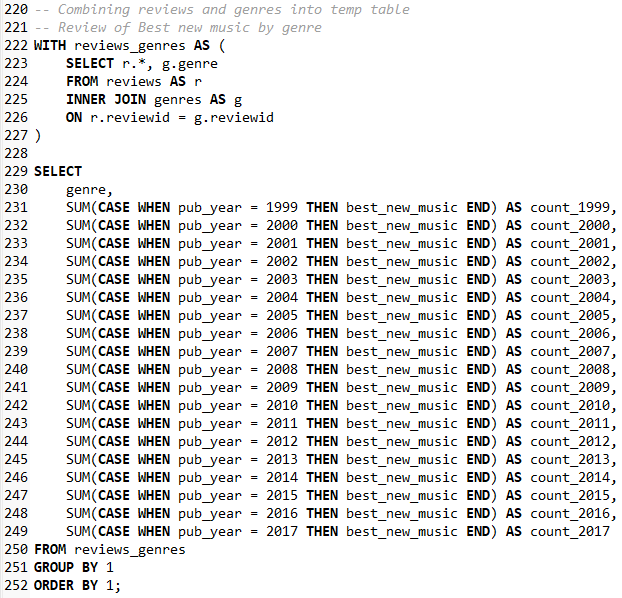 220 -- Combining reviews and genres into temp table
221 -- Review of Best new music by genre
222 WITH reviews_genres AS (
223     SELECT r.*, g.genre
224     FROM reviews AS r
225     INNER JOIN genres AS g
226     ON r.reviewid = g.reviewid
227 )
228
229 SELECT
230     genre,
231     SUM(CASE WHEN pub_year = 1999 THEN best_new_music END) AS count_1999,
232     SUM(CASE WHEN pub_year = 2000 THEN best_new_music END) AS count_2000,
233     SUM(CASE WHEN pub_year = 2001 THEN best_new_music END) AS count_2001,
234     SUM(CASE WHEN pub_year = 2002 THEN best_new_music END) AS count_2002,
235     SUM(CASE WHEN pub_year = 2003 THEN best_new_music END) AS count_2003,
236     SUM(CASE WHEN pub_year = 2004 THEN best_new_music END) AS count_2004,
237     SUM(CASE WHEN pub_year = 2005 THEN best_new_music END) AS count_2005,
238     SUM(CASE WHEN pub_year = 2006 THEN best_new_music END) AS count_2006,
239     SUM(CASE WHEN pub_year = 2007 THEN best_new_music END) AS count_2007,
240     SUM(CASE WHEN pub_year = 2008 THEN best_new_music END) AS count_2008,
241     SUM(CASE WHEN pub_year = 2009 THEN best_new_music END) AS count_2009,
242     SUM(CASE WHEN pub_year = 2010 THEN best_new_music END) AS count_2010,
243     SUM(CASE WHEN pub_year = 2011 THEN best_new_music END) AS count_2011,
244     SUM(CASE WHEN pub_year = 2012 THEN best_new_music END) AS count_2012,
245     SUM(CASE WHEN pub_year = 2013 THEN best_new_music END) AS count_2013,
246     SUM(CASE WHEN pub_year = 2014 THEN best_new_music END) AS count_2014,
247     SUM(CASE WHEN pub_year = 2015 THEN best_new_music END) AS count_2015,
248     SUM(CASE WHEN pub_year = 2016 THEN best_new_music END) AS count_2016,
249     SUM(CASE WHEN pub_year = 2017 THEN best_new_music END) AS count_2017
250 FROM reviews_genres
251 GROUP BY 1
252 ORDER BY 1;